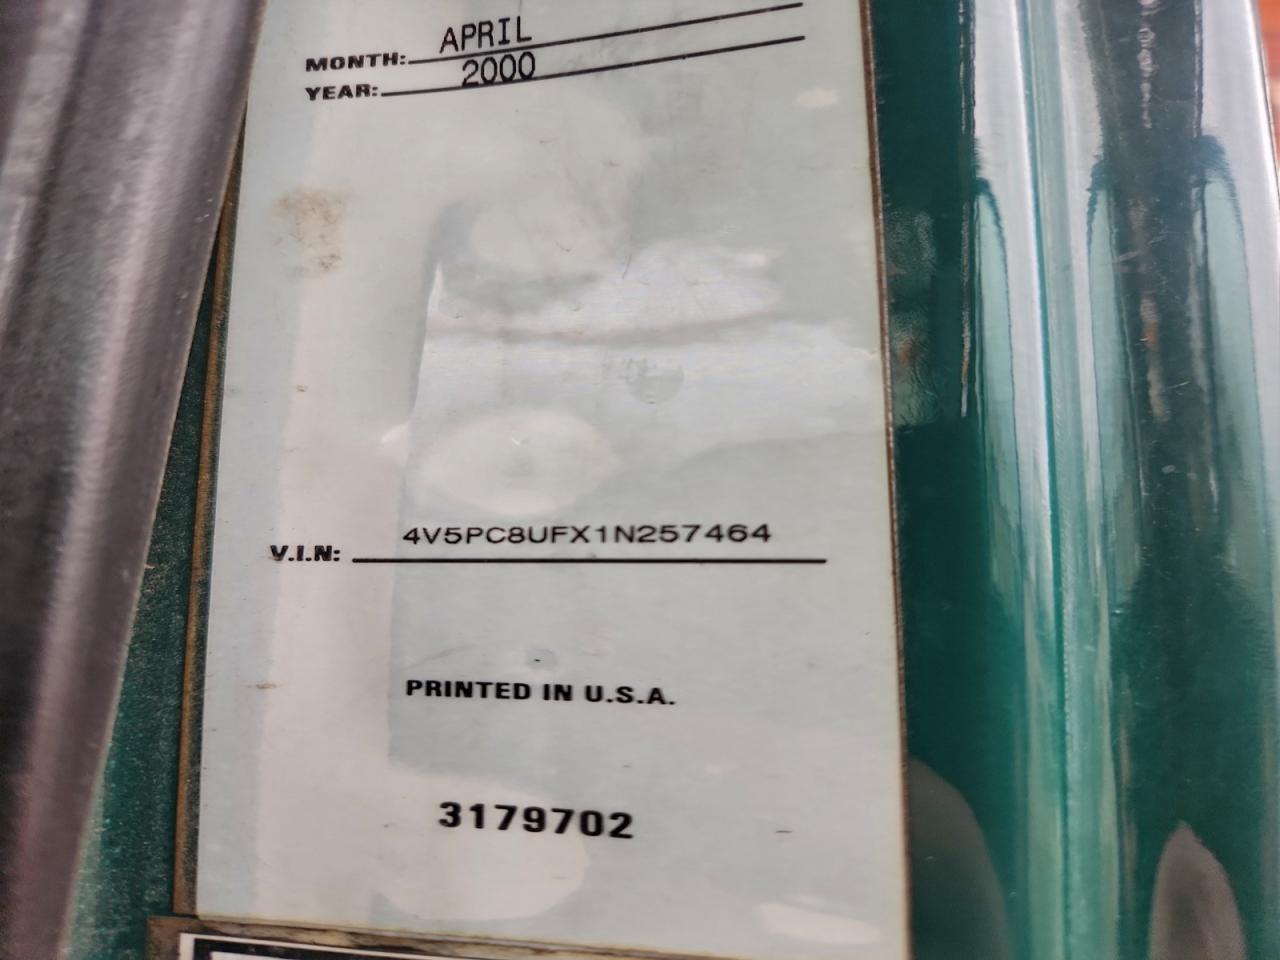 MONTH: APRIL
YEAR: 2000
V.I.N: 4V5PC8UFX1N257464
PRINTED IN U.S.A.
3179702